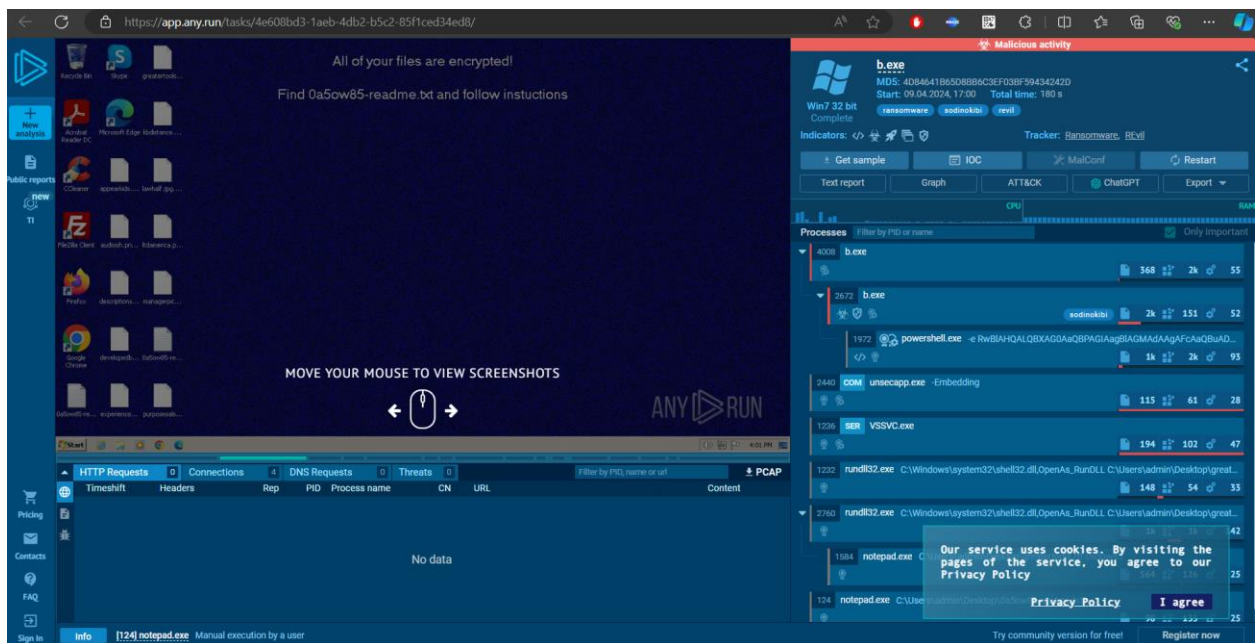 https://app.any.run/tasks/4e608bd3-1aeb-4db2-b5c2-85f1ced34ed8/
Malicious activity
New analysis
Public reports
new
TI
Pricing
Contacts
FAQ
Sign In
Recycle Bin
Skype
greatertools...
Acrobat Reader DC
Microsoft Edge
CCleaner
FileZilla Client
Firefox
Google Chrome
All of your files are encrypted!
Find 0a5ow85-readme.txt and follow instuctions
MOVE YOUR MOUSE TO VIEW SCREENSHOTS
ANY RUN
Start
4:01 PM
HTTP Requests 0 Connections 4 DNS Requests 0 Threats 0 Filter by PID, name or url PCAP
Timeshift Headers Rep PID Process name CN URL Content
No data
b.exe
MD5: 4D84641B65D8BB6C3EF03BF59434242D
Start: 09.04.2024, 17:00 Total time: 180 s
Win7 32 bit
Complete
ransomware sodinokibi revil
Indicators: Tracker: Ransomware, REvil
Get sample IOC MalConf Restart
Text report Graph ATT&CK ChatGPT Export
CPU RAM
Processes Filter by PID or name Only important
4008 b.exe
368 2k 55
2672 b.exe
sodinokibi 2k 151 52
1972 powershell.exe
1k 2k 93
2440 COM unsecapp.exe -Embedding
115 61 28
1236 SER VSSVC.exe
194 102 47
1232 rundll32.exe C:\Windows\system32\shell32.dll,OpenAs_RunDLL C:\Users\admin\Desktop\great...
148 54 33
2760 rundll32.exe C:\Windows\system32\shell32.dll,OpenAs_RunDLL C:\Users\admin\Desktop\great...
42
1584 notepad.exe
25
124 notepad.exe
25
Our service uses cookies. By visiting the
pages of the service, you agree to our
Privacy Policy
Privacy Policy I agree
Info [124] notepad.exe Manual execution by a user
Try community version for free! Register now